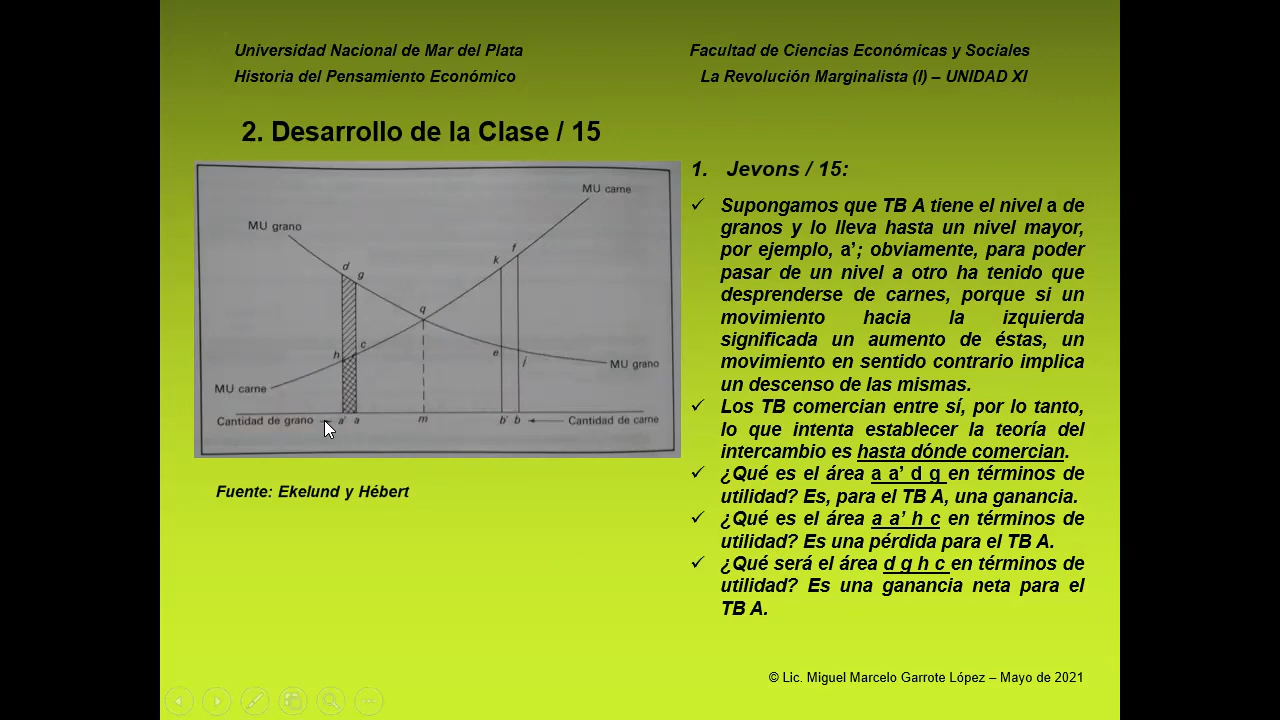 Universidad Nacional de Mar del Plata
Historia del Pensamiento Económico
Facultad de Ciencias Económicas y Sociales
La Revolución Marginalista (I) – UNIDAD XI
2. Desarrollo de la Clase / 15
MU carne
MU grano
d g
k f
q
h c
e j
MU grano
MU carne
Cantidad de grano a' a m b' b Cantidad de carne
Fuente: Ekelund y Hébert
1. Jevons / 15:
Supongamos que TB A tiene el nivel a de
granos y lo lleva hasta un nivel mayor,
por ejemplo, a’; obviamente, para poder
pasar de un nivel a otro ha tenido que
desprenderse de carnes, porque si un
movimiento hacia la izquierda
significada un aumento de éstas, un
movimiento en sentido contrario implica
un descenso de las mismas.
Los TB comercian entre sí, por lo tanto,
lo que intenta establecer la teoría del
intercambio es hasta dónde comercian.
¿Qué es el área a a’ d g en términos de
utilidad? Es, para el TB A, una ganancia.
¿Qué es el área a a’ h c en términos de
utilidad? Es una pérdida para el TB A.
¿Qué será el área d g h c en términos de
utilidad? Es una ganancia neta para el
TB A.
© Lic. Miguel Marcelo Garrote López – Mayo de 2021